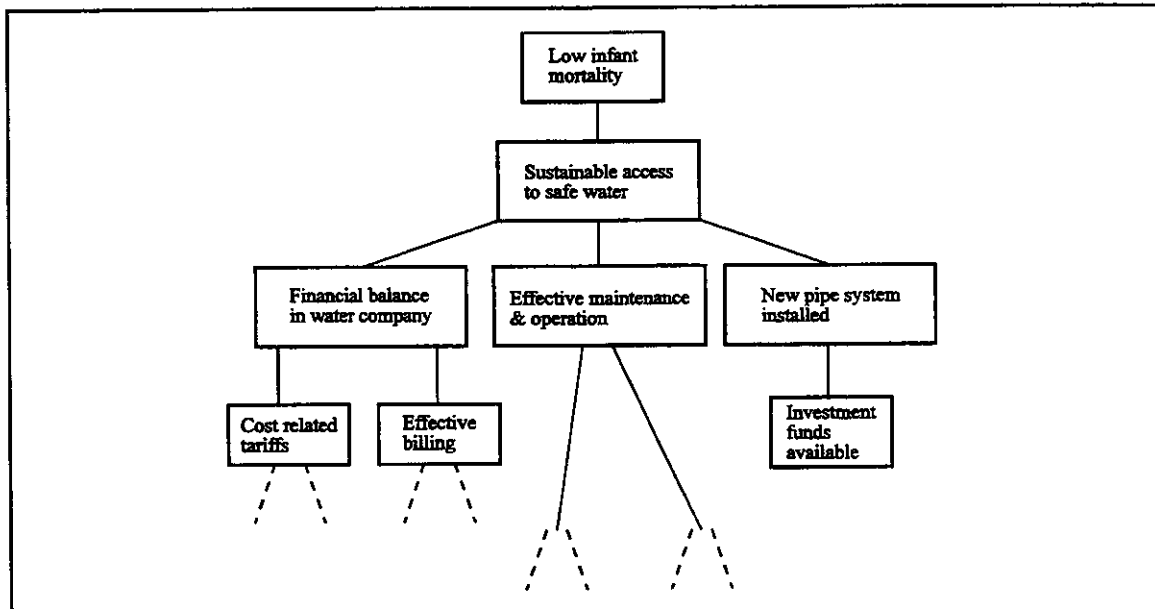 Low infant
mortality
Sustainable access
to safe water
Financial balance
in water company
Effective maintenance
& operation
New pipe system
installed
Cost related
tariffs
Effective
billing
Investment
funds
available